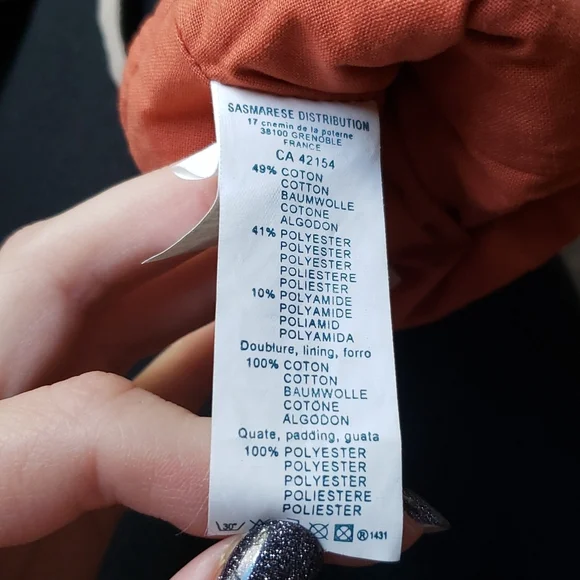 SASMARESE DISTRIBUTION
17 chemin de la poterne
38100 GRENOBLE
FRANCE
CA 42154
49% COTON
COTTON
BAUMWOLLE
COTONE
ALGODON
41% POLYESTER
POLYESTER
POLYESTER
POLIESTERE
POLIESTER
10% POLYAMIDE
POLYAMIDE
POLIAMID
POLYAMIDA
Doublure, lining, forro
100% COTON
COTTON
BAUMWOLLE
COTONE
ALGODON
Quate, padding, guata
100% POLYESTER
POLYESTER
POLYESTER
POLIESTERE
POLIESTER
30° ® 1431